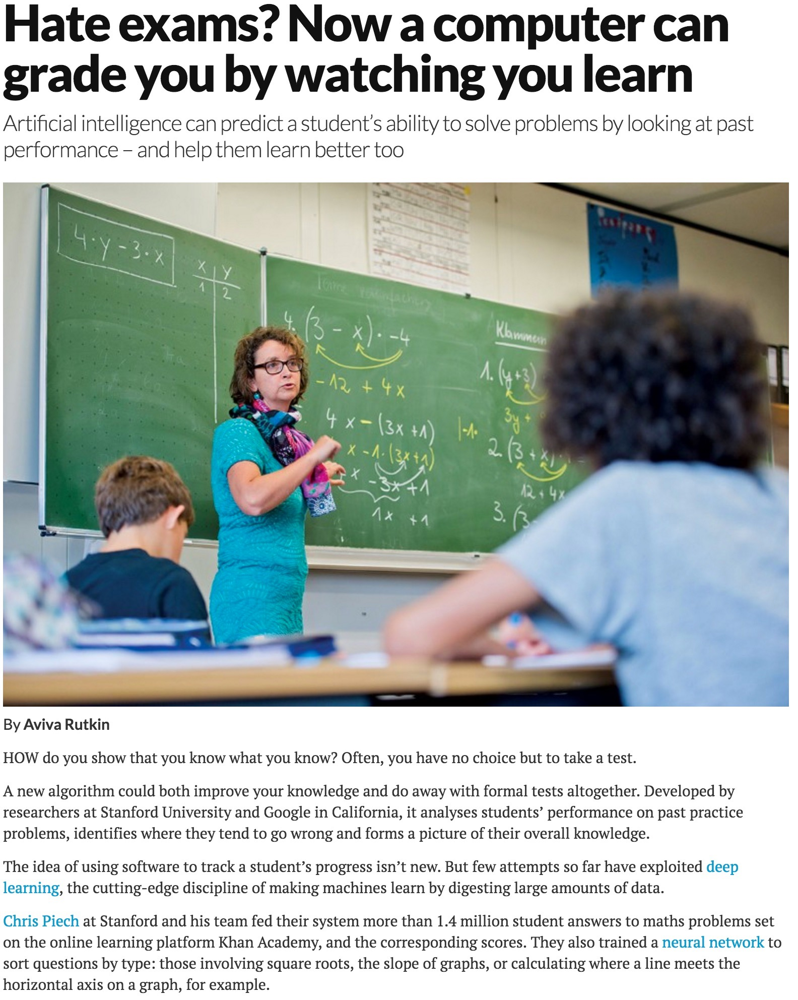 Hate exams? Now a computer can
grade you by watching you learn
Artificial intelligence can predict a student’s ability to solve problems by looking at past
performance – and help them learn better too
4·y-3·x
x y
1 2
4. (3 - x) · -4
-12 + 4x
4x - (3x +1)
x -1·(3x+1)
x -3x +1
1x +1
|-1·
Klammern
1. (y+3)
3y +
2. (3 + x) ·
12 + 4x
3. (3
By Aviva Rutkin
HOW do you show that you know what you know? Often, you have no choice but to take a test.
A new algorithm could both improve your knowledge and do away with formal tests altogether. Developed by
researchers at Stanford University and Google in California, it analyses students’ performance on past practice
problems, identifies where they tend to go wrong and forms a picture of their overall knowledge.
The idea of using software to track a student’s progress isn’t new. But few attempts so far have exploited deep
learning, the cutting-edge discipline of making machines learn by digesting large amounts of data.
Chris Piech at Stanford and his team fed their system more than 1.4 million student answers to maths problems set
on the online learning platform Khan Academy, and the corresponding scores. They also trained a neural network to
sort questions by type: those involving square roots, the slope of graphs, or calculating where a line meets the
horizontal axis on a graph, for example.